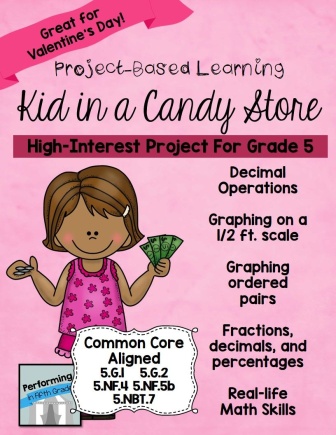 Great for
Valentine's Day!
Project-Based Learning
Kid in a Candy Store
High-Interest Project For Grade 5
Decimal
Operations
Graphing on a
1/2 ft. scale
Graphing
ordered
pairs
Fractions,
decimals, and
percentages
Real-life
Math Skills
Common Core
Aligned
5.G.1 5.G.2
5.NF.4 5.NF.5b
5.NBT.7
Performing
in Fifth Grade